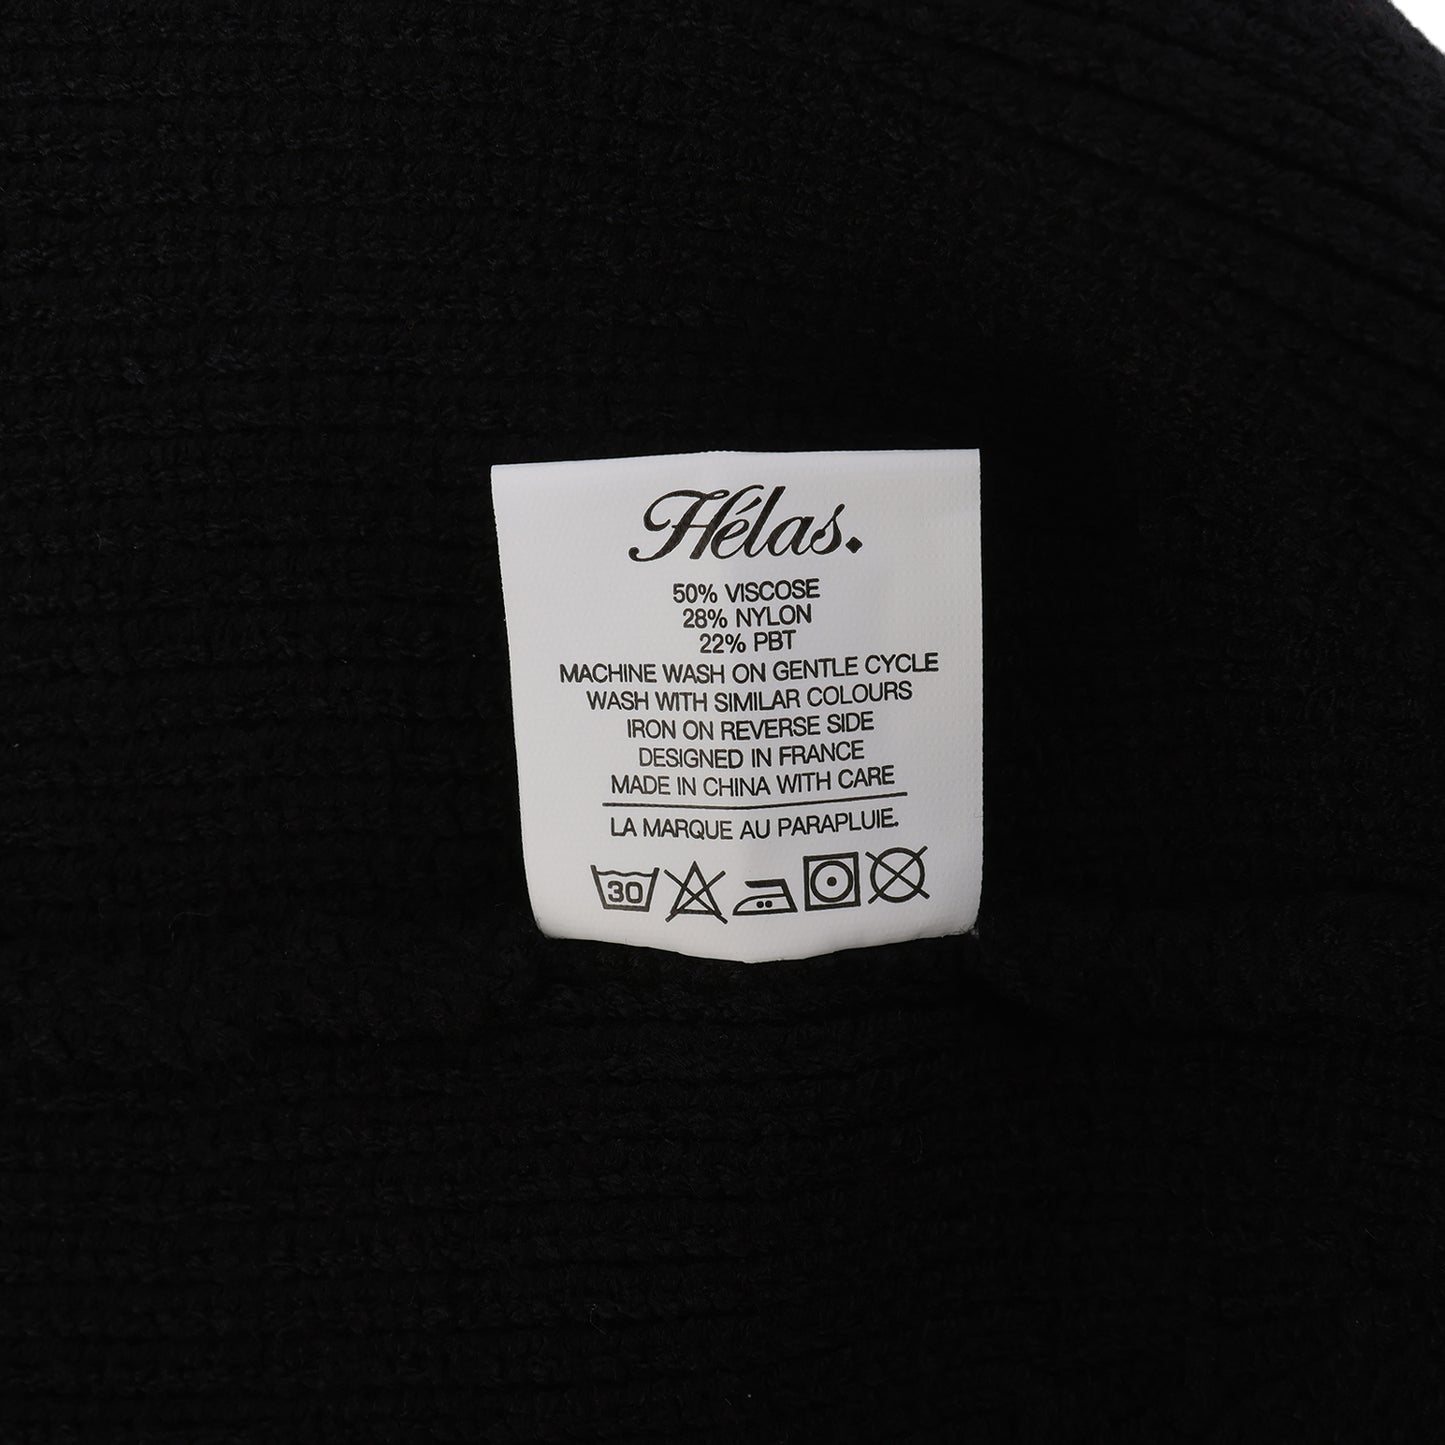 Hélas.
50% VISCOSE
28% NYLON
22% PBT
MACHINE WASH ON GENTLE CYCLE
WASH WITH SIMILAR COLOURS
IRON ON REVERSE SIDE
DESIGNED IN FRANCE
MADE IN CHINA WITH CARE
LA MARQUE AU PARAPLUIE.
30